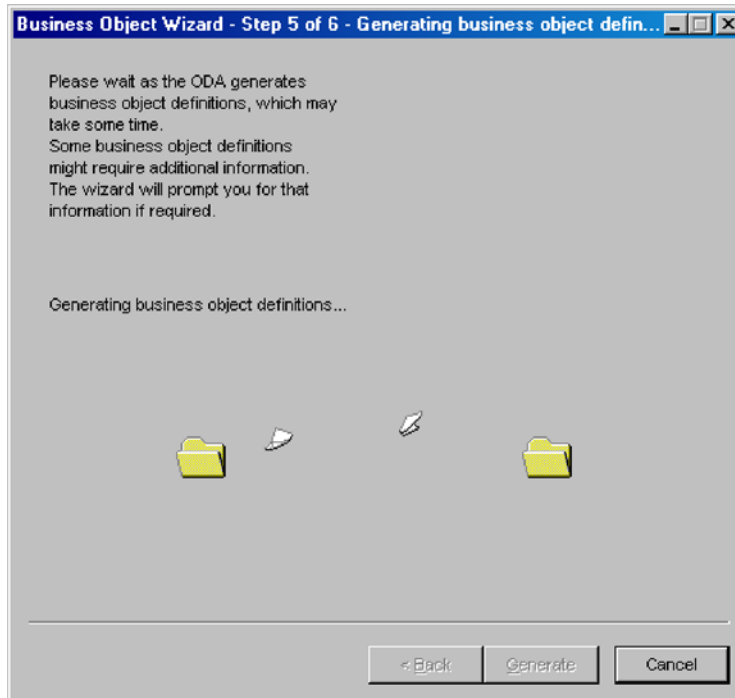 Business Object Wizard - Step 5 of 6 - Generating business object defin...
Please wait as the ODA generates
business object definitions, which may
take some time.
Some business object definitions
might require additional information.
The wizard will prompt you for that
information if required.
Generating business object definitions...
< Back
Generate
Cancel